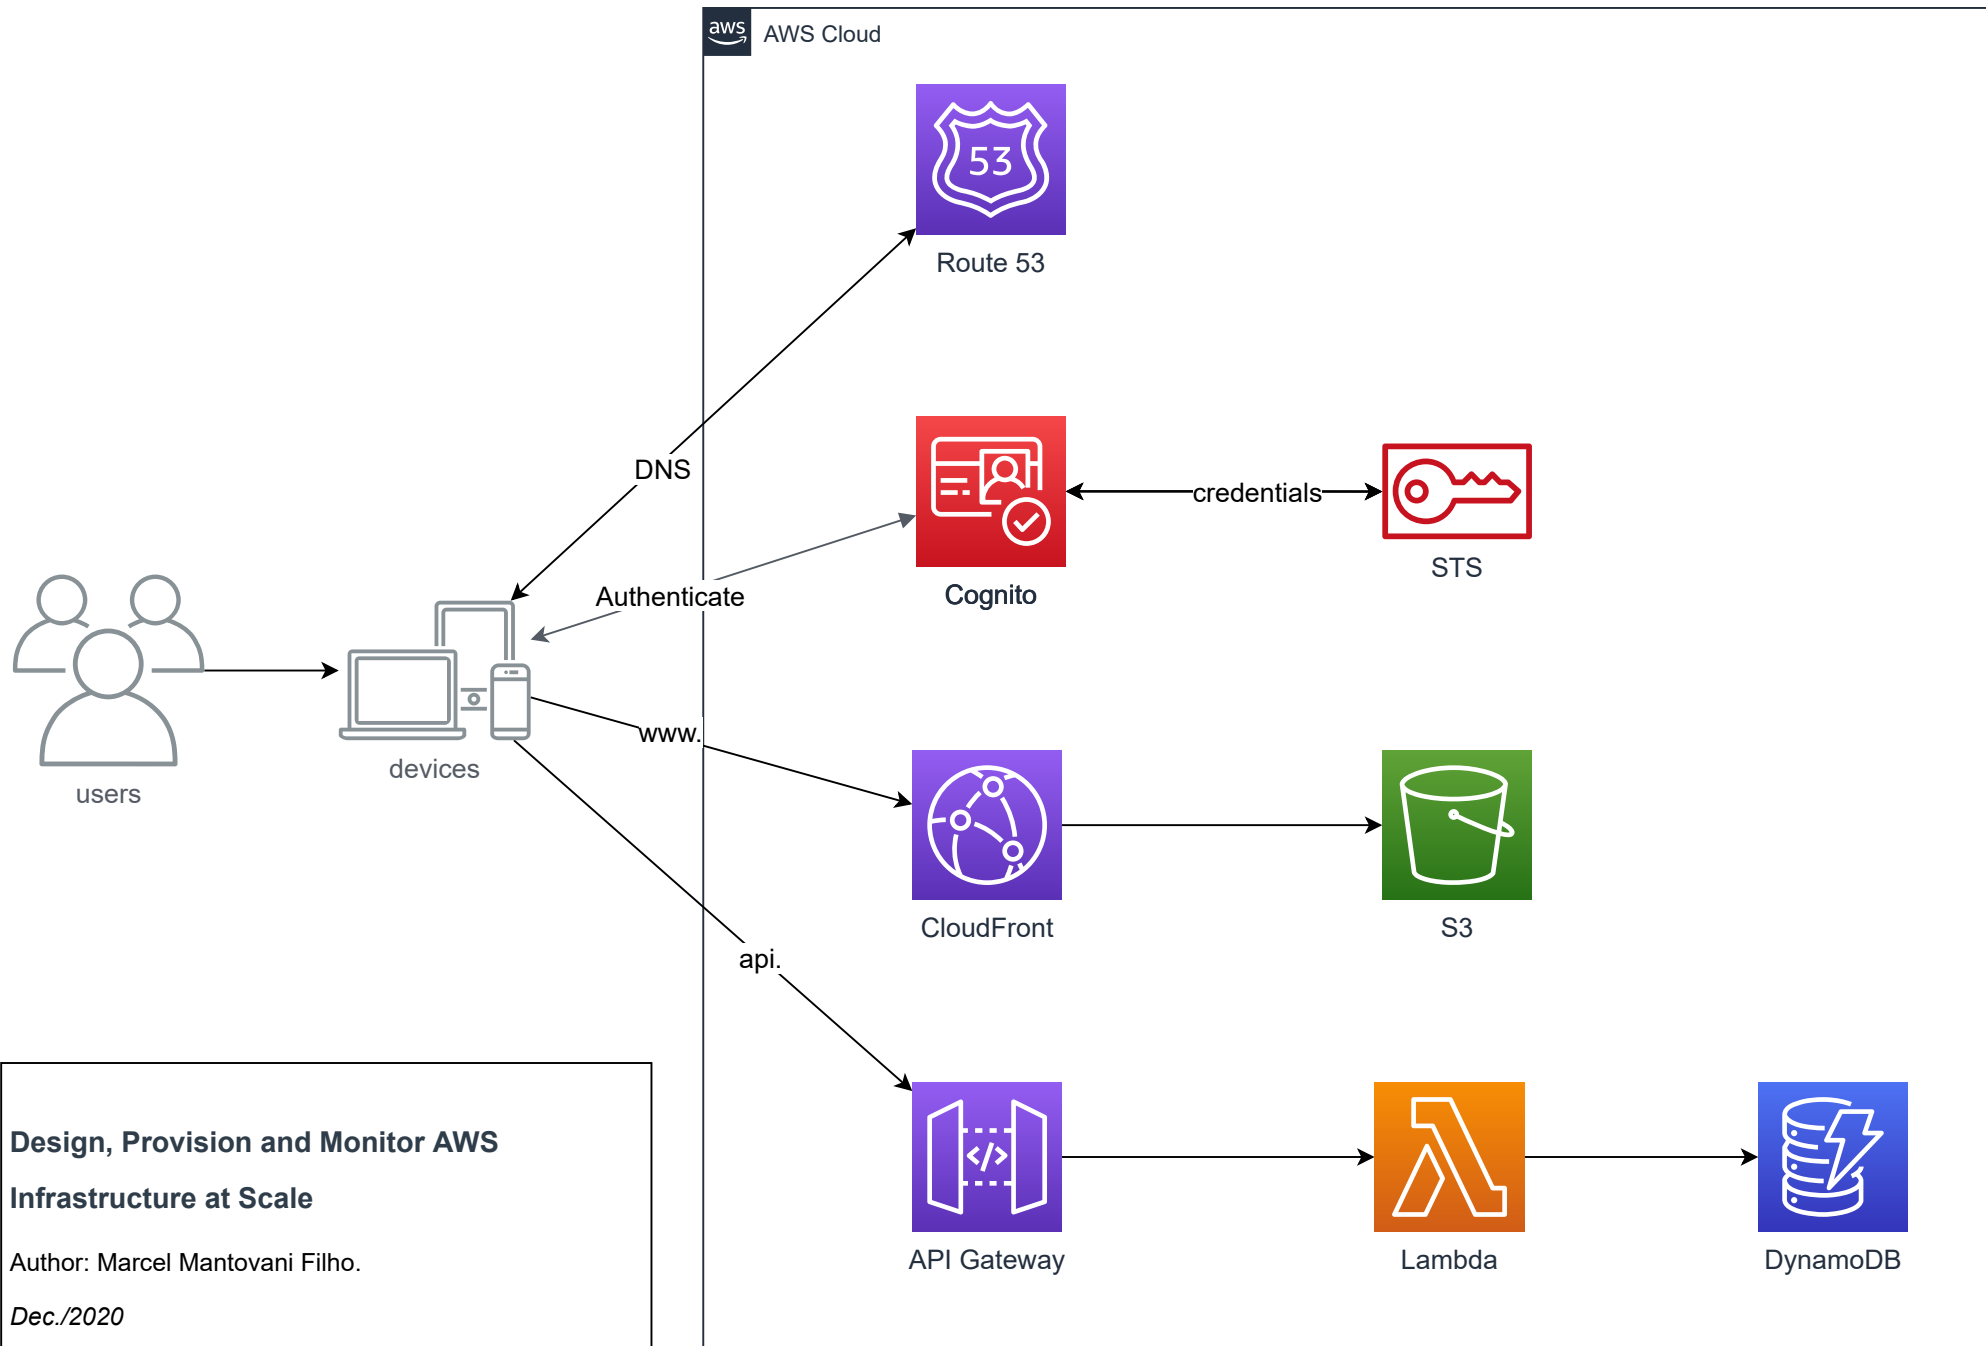 aws
AWS Cloud
53
Route 53
DNS
credentials
STS
Authenticate
Cognito
www.
devices
users
CloudFront
S3
api.
</>
API Gateway
Lambda
DynamoDB
Design, Provision and Monitor AWS
Infrastructure at Scale
Author: Marcel Mantovani Filho.
Dec./2020